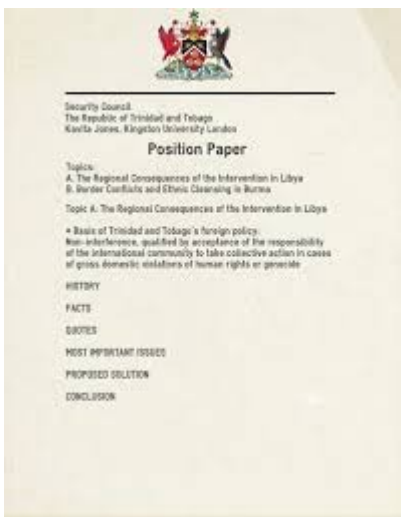 Security Council
The Republic of Trinidad and Tobago
Kavita Jones, Kingston University London
Position Paper
Topics:
A. The Regional Consequences of the Intervention in Libya
B. Border Conflicts and Ethnic Cleansing in Burma
Topic A: The Regional Consequences of the Intervention in Libya
• Basis of Trinidad and Tobago's foreign policy:
Non-interference, qualified by acceptance of the responsibility
of the international community to take collective action in cases
of gross domestic violations of human rights or genocide
HISTORY
FACTS
QUOTES
MOST IMPORTANT ISSUES
PROPOSED SOLUTION
CONCLUSION